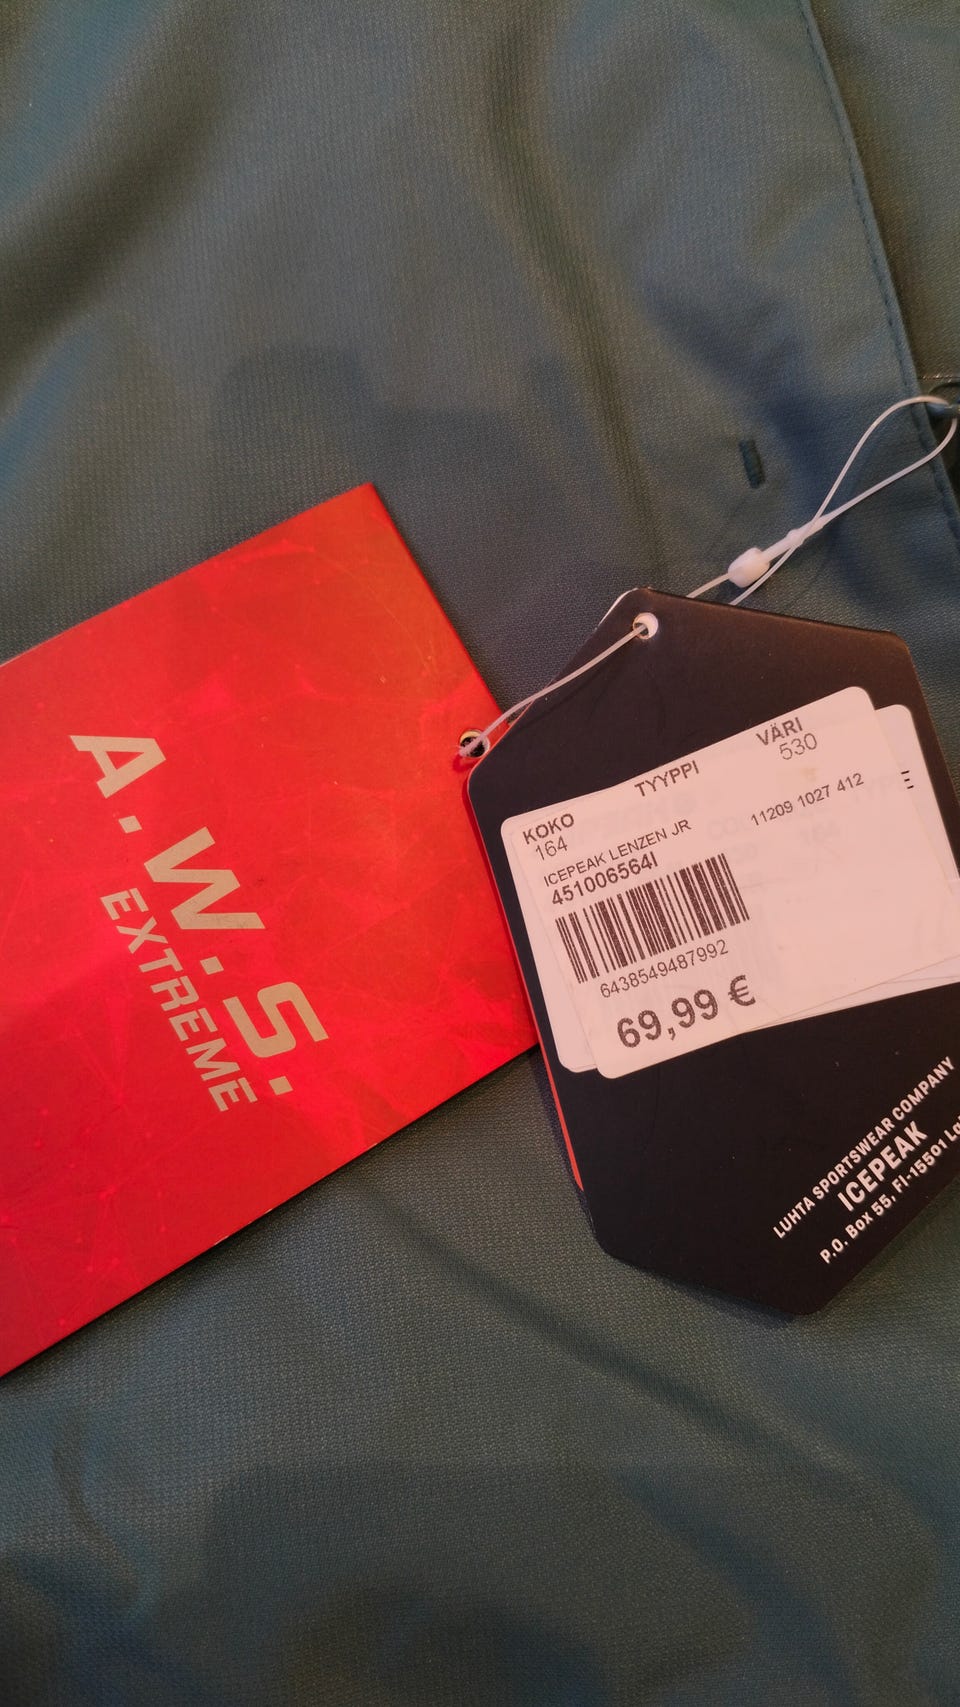 A.W.S.
EXTREME
KOKO TYYPPI VÄRI
164 530
ICEPEAK LENZEN JR 11209 1027 412
451006564I
6438549487992
69,99 €
LUHTA SPORTSWEAR COMPANY
ICEPEAK
P.O. Box 55, FI-15501